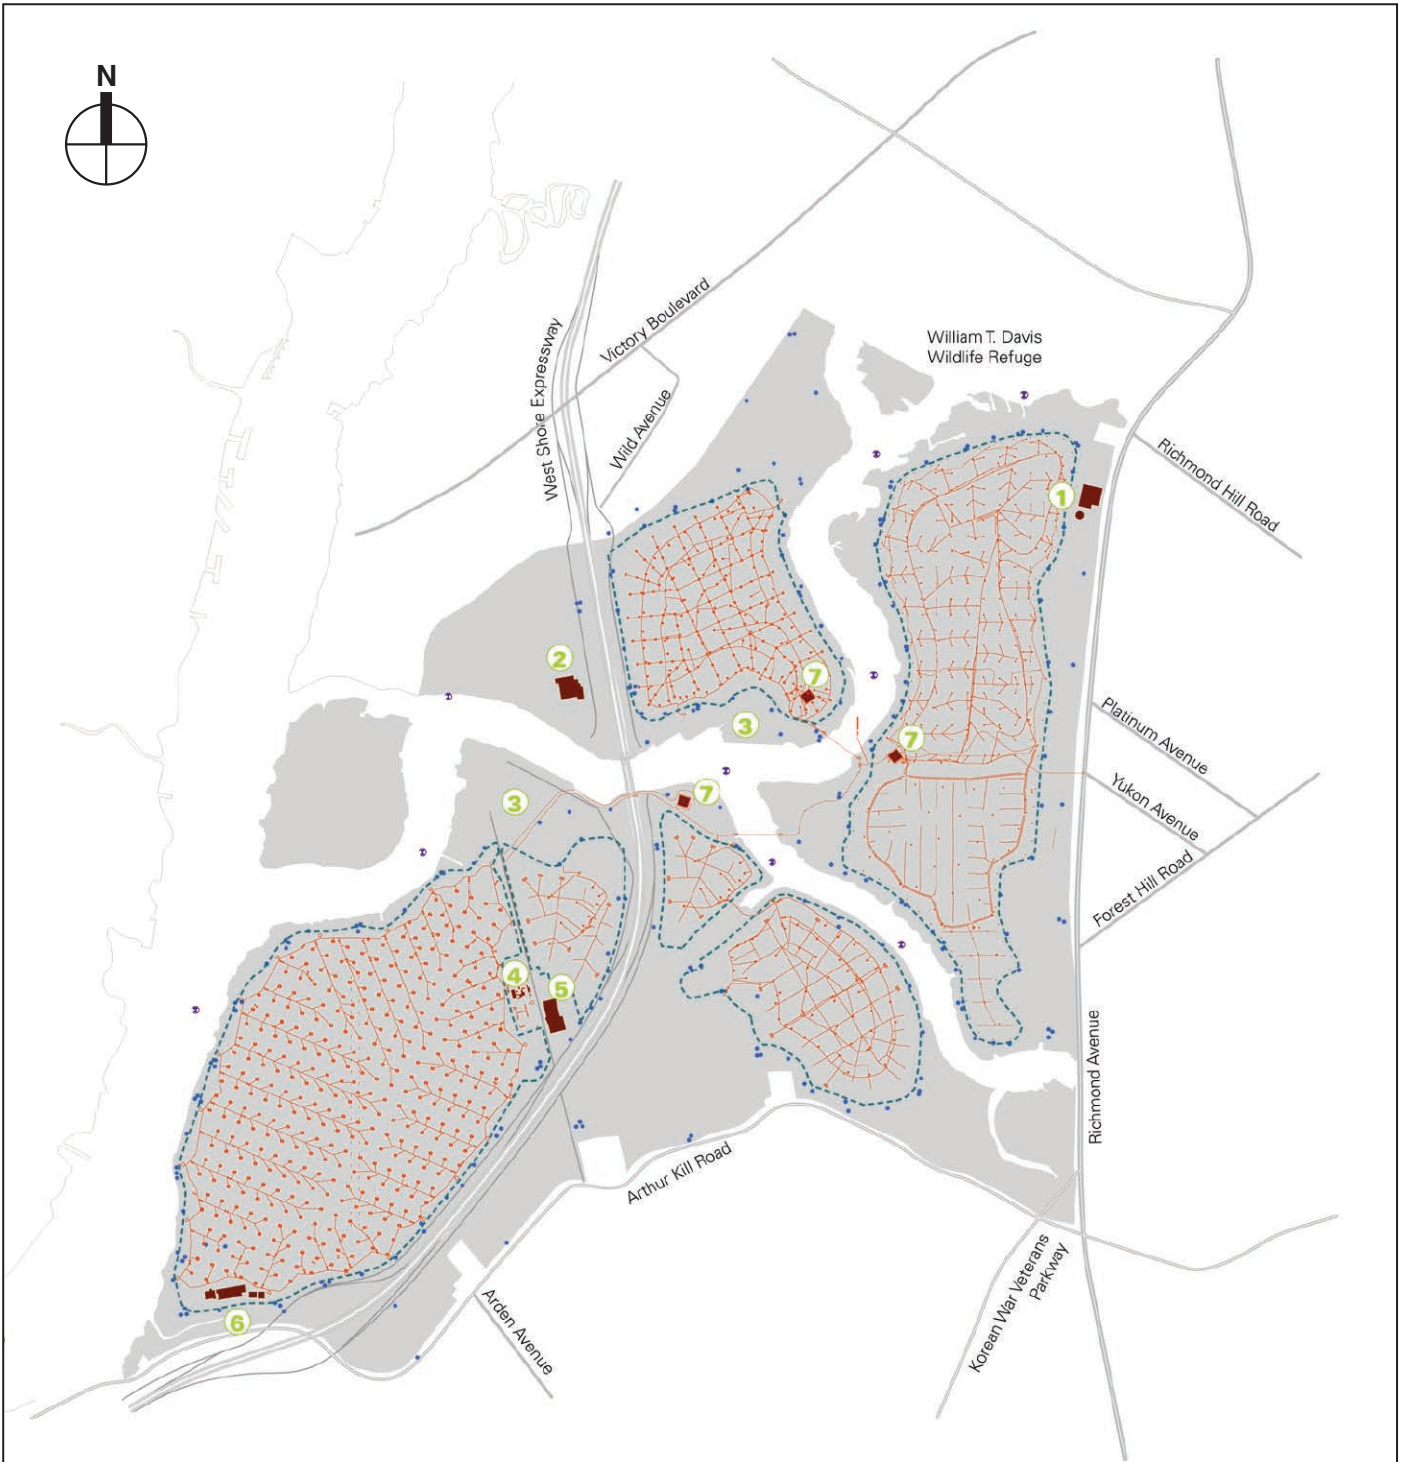 N
William T. Davis
Wildlife Refuge
Victory Boulevard
West Shore Expressway
Wild Avenue
Richmond Hill Road
1
2
7
3
7
Platinum Avenue
Yukon Avenue
Forest Hill Road
3
7
4
5
Richmond Avenue
Arthur Kill Road
Korean War Veterans
Parkway
Arden Avenue
6